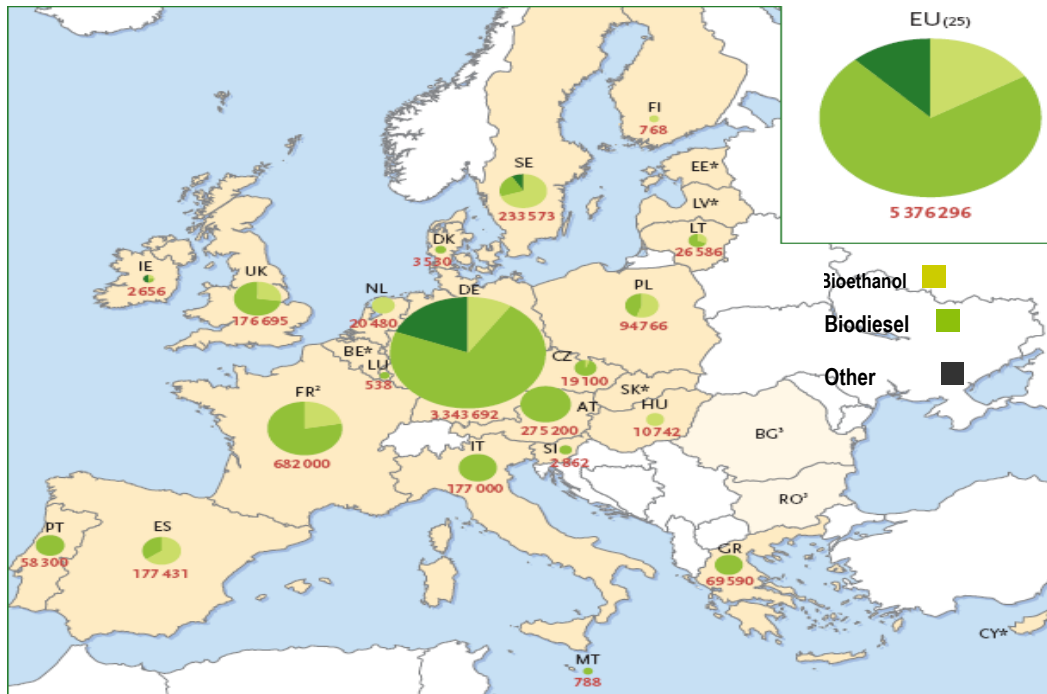 EU (25)
5 376 296
FI
768
SE
233 573
EE*
LV*
LT
26 586
DK
3 530
IE
2 656
UK
176 695
NL
20 480
DE
3 343 692
PL
94 766
Bioethanol
Biodiesel
Other
BE*
LU
538
CZ
19 100
SK*
FR²
682 000
AT
275 200
HU
10 742
BG³
IT
177 000
SI
2 862
RO³
PT
58 300
ES
177 431
GR
69 590
CY*
MT
788